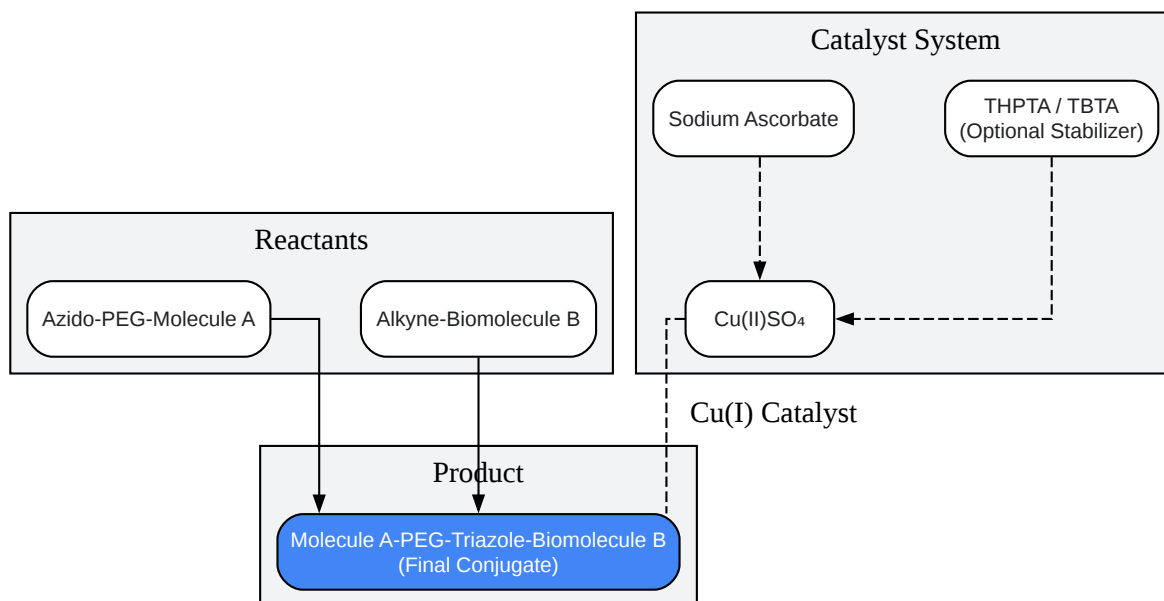 Catalyst System
Sodium Ascorbate
THPTA / TBTA
(Optional Stabilizer)
Reactants
Azido-PEG-Molecule A
Alkyne-Biomolecule B
Cu(II)SO₄
Cu(I) Catalyst
Product
Molecule A-PEG-Triazole-Biomolecule B
(Final Conjugate)